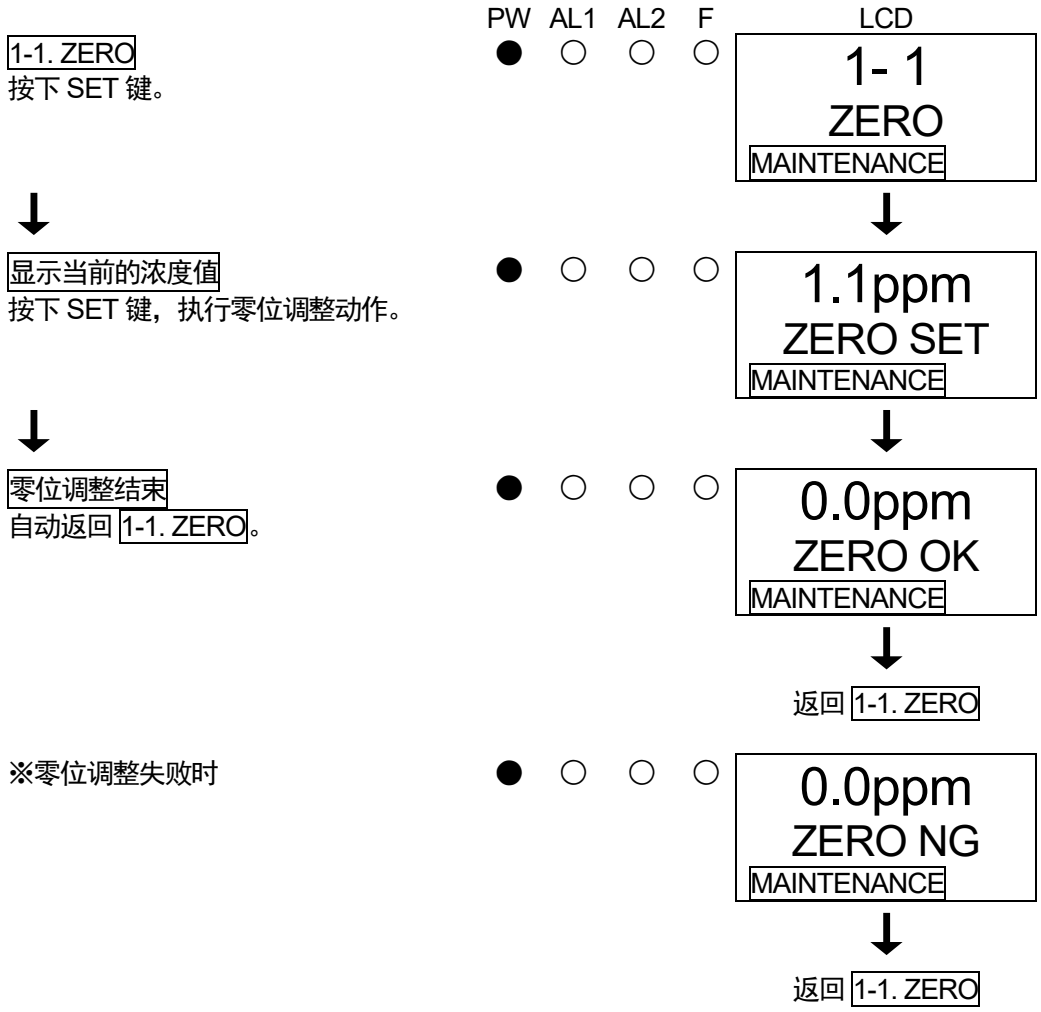 PW AL1 AL2 F LCD
1-1. ZERO
按下 SET 键。
1- 1
ZERO
MAINTENANCE
显示当前的浓度值
按下 SET 键，执行零位调整动作。
1.1ppm
ZERO SET
MAINTENANCE
零位调整结束
自动返回 1-1. ZERO。
0.0ppm
ZERO OK
MAINTENANCE
返回 1-1. ZERO
※零位调整失败时
0.0ppm
ZERO NG
MAINTENANCE
返回 1-1. ZERO